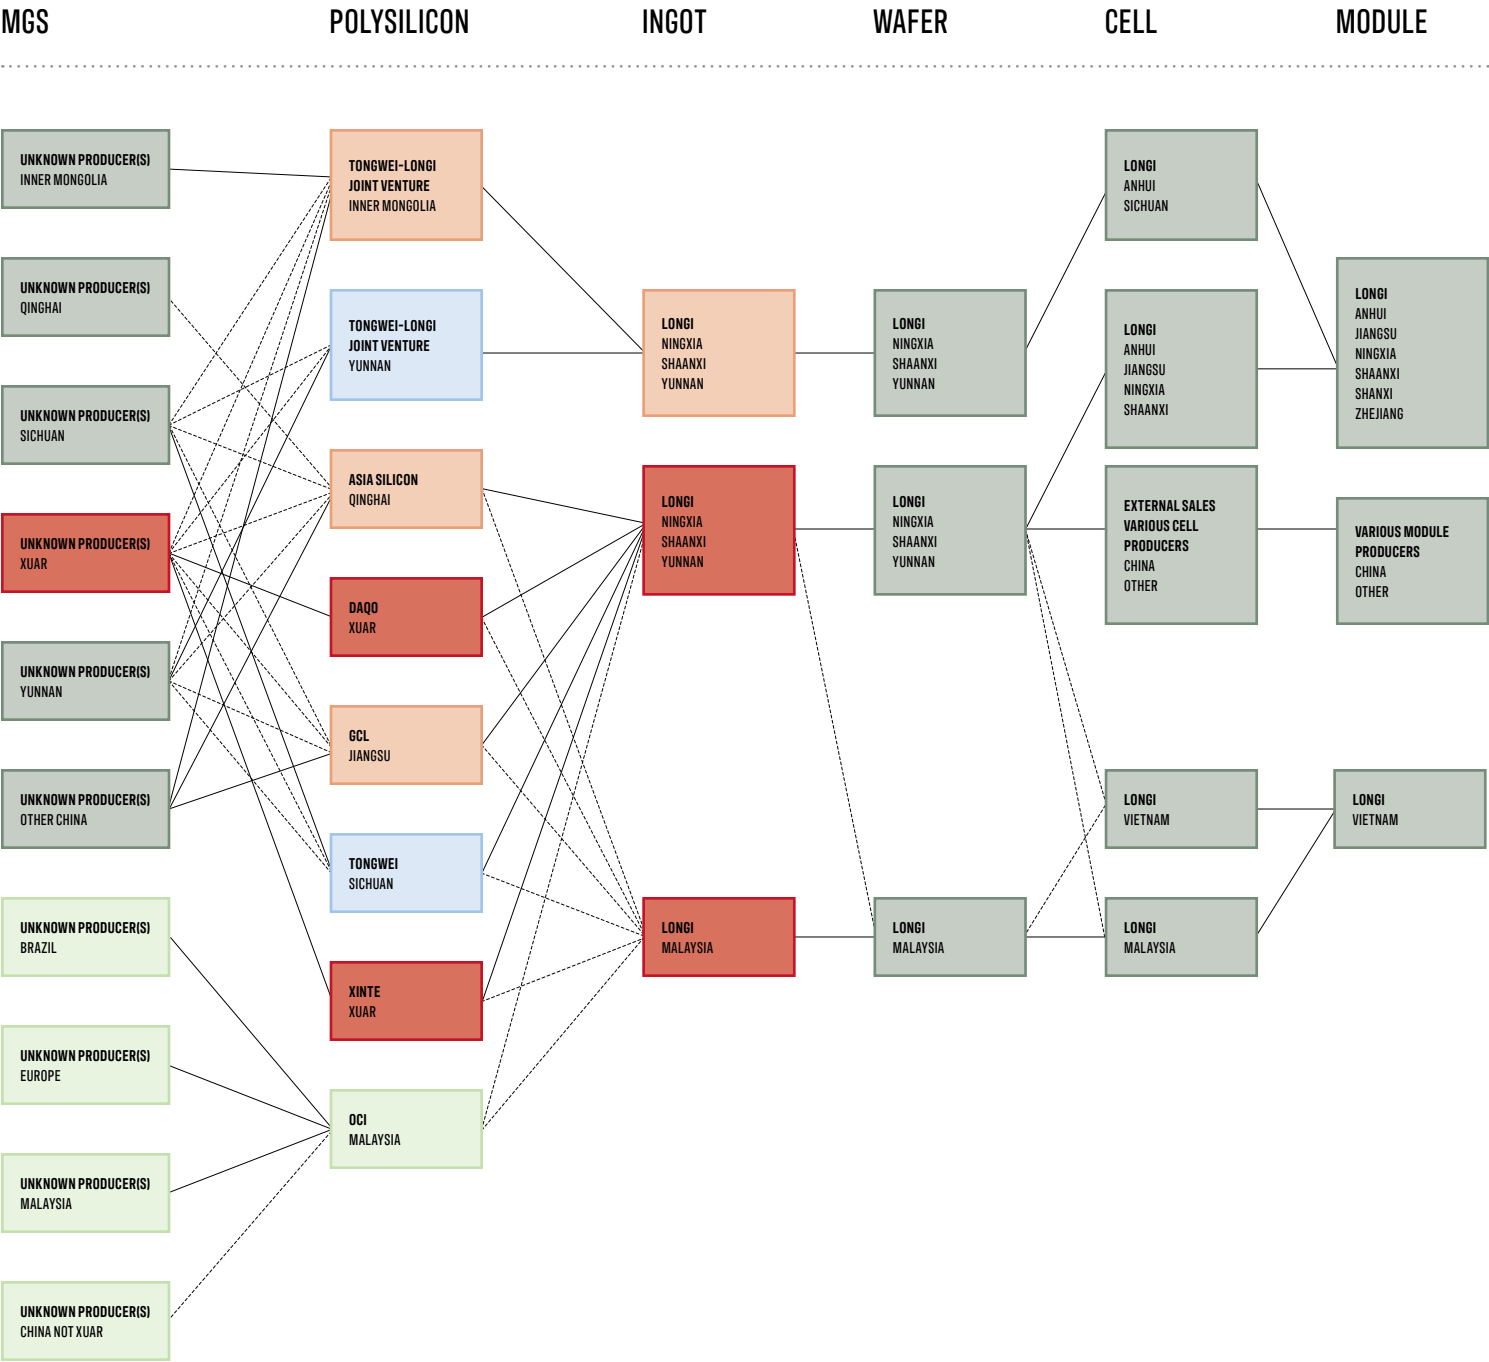 MGS
POLYSILICON
INGOT
WAFER
CELL
MODULE
UNKNOWN PRODUCER(S)
INNER MONGOLIA
UNKNOWN PRODUCER(S)
QINGHAI
UNKNOWN PRODUCER(S)
SICHUAN
UNKNOWN PRODUCER(S)
XUAR
UNKNOWN PRODUCER(S)
YUNNAN
UNKNOWN PRODUCER(S)
OTHER CHINA
UNKNOWN PRODUCER(S)
BRAZIL
UNKNOWN PRODUCER(S)
EUROPE
UNKNOWN PRODUCER(S)
MALAYSIA
UNKNOWN PRODUCER(S)
CHINA NOT XUAR
TONGWEI-LONGI
JOINT VENTURE
INNER MONGOLIA
TONGWEI-LONGI
JOINT VENTURE
YUNNAN
ASIA SILICON
QINGHAI
DAQO
XUAR
GCL
JIANGSU
TONGWEI
SICHUAN
XINTE
XUAR
OCI
MALAYSIA
LONGI
NINGXIA
SHAANXI
YUNNAN
LONGI
NINGXIA
SHAANXI
YUNNAN
LONGI
MALAYSIA
LONGI
NINGXIA
SHAANXI
YUNNAN
LONGI
NINGXIA
SHAANXI
YUNNAN
LONGI
MALAYSIA
LONGI
ANHUI
SICHUAN
LONGI
ANHUI
JIANGSU
NINGXIA
SHAANXI
EXTERNAL SALES
VARIOUS CELL
PRODUCERS
CHINA
OTHER
LONGI
VIETNAM
LONGI
MALAYSIA
LONGI
ANHUI
JIANGSU
NINGXIA
SHAANXI
SHANXI
ZHEJIANG
VARIOUS MODULE
PRODUCERS
CHINA
OTHER
LONGI
VIETNAM